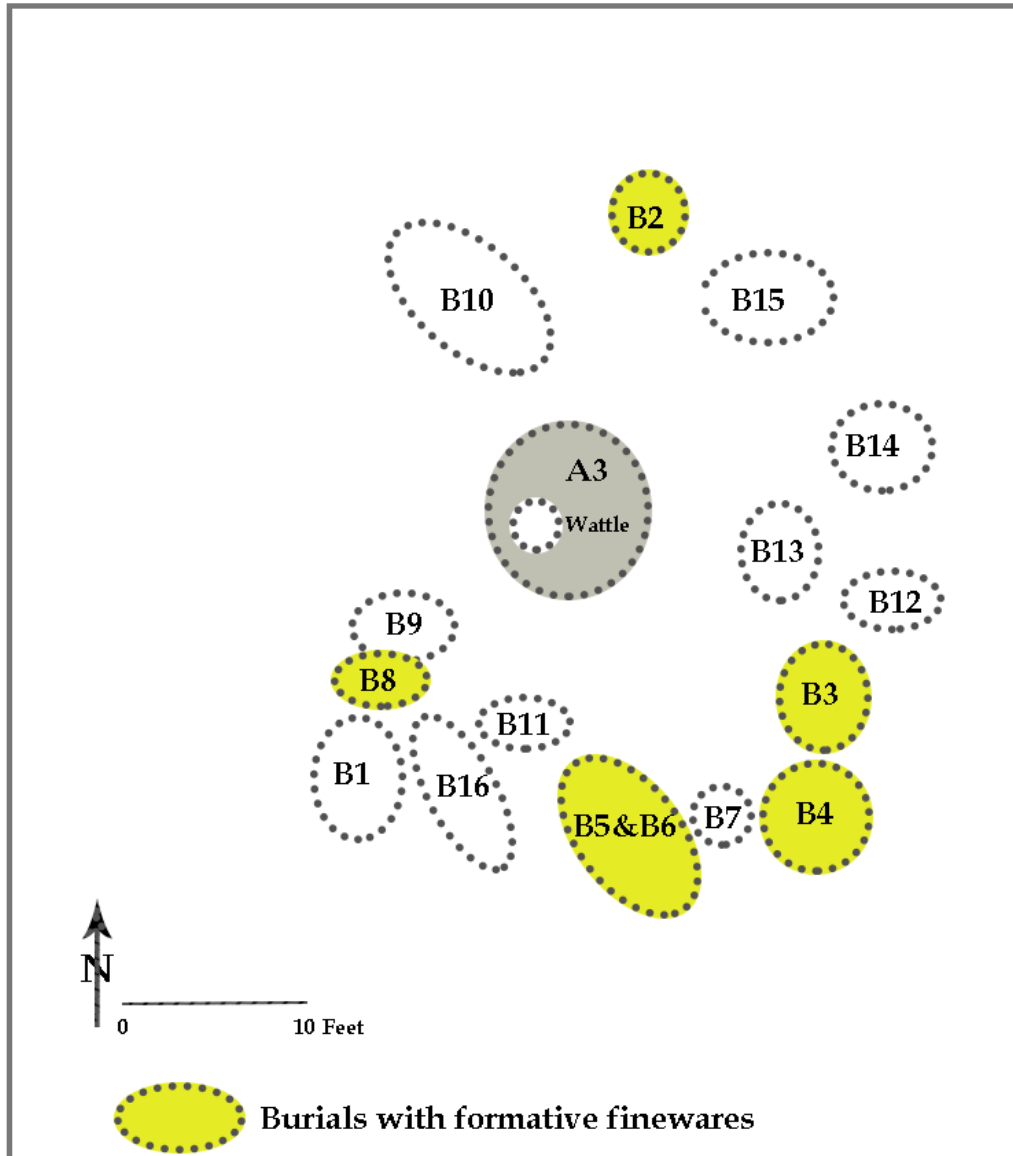 B2
B15
B10
B14
A3
Wattle
B13
B12
B9
B8
B3
B11
B1
B16
B5&B6
B7
B4
N
0
10 Feet
Burials with formative finewares